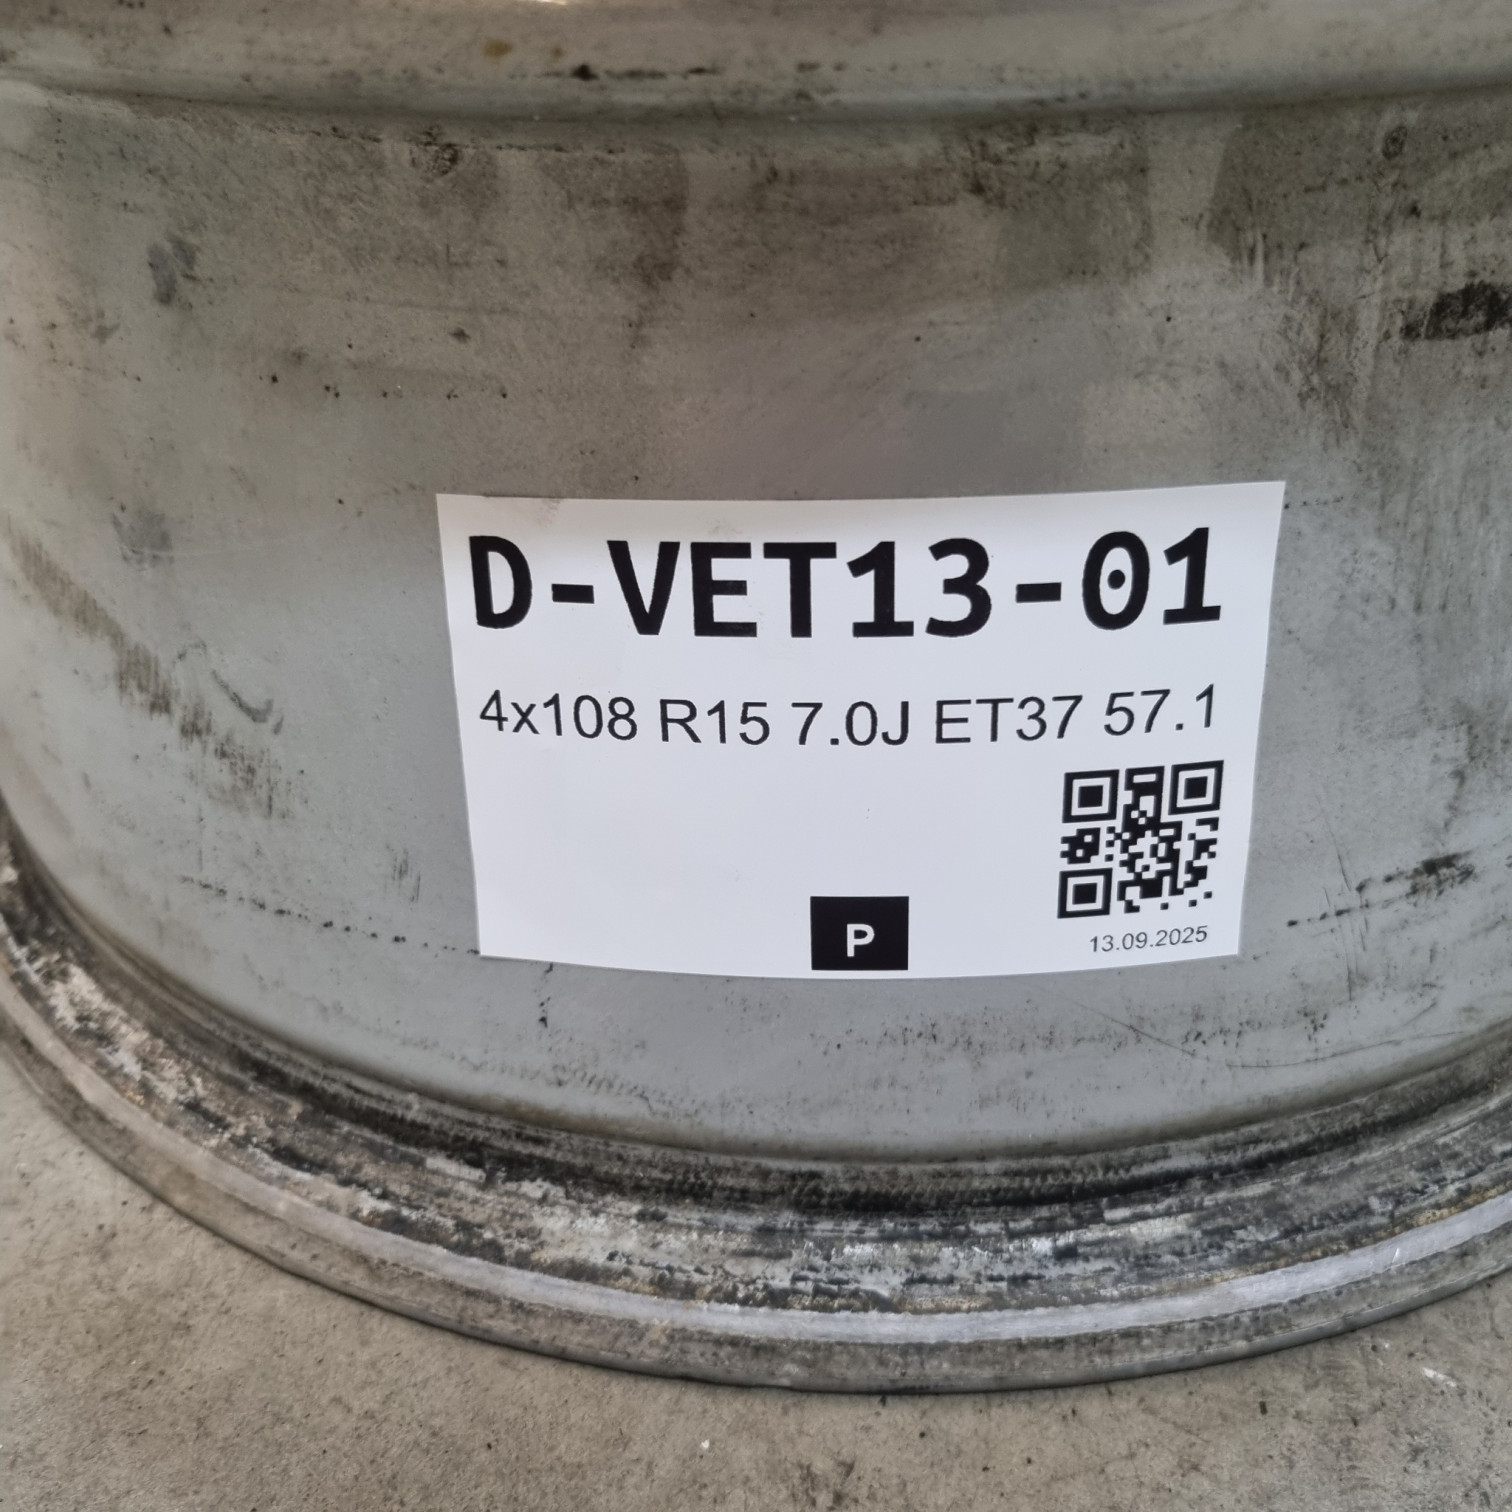 D-VET13-01
4x108 R15 7.0J ET37 57.1
P
13.09.2025